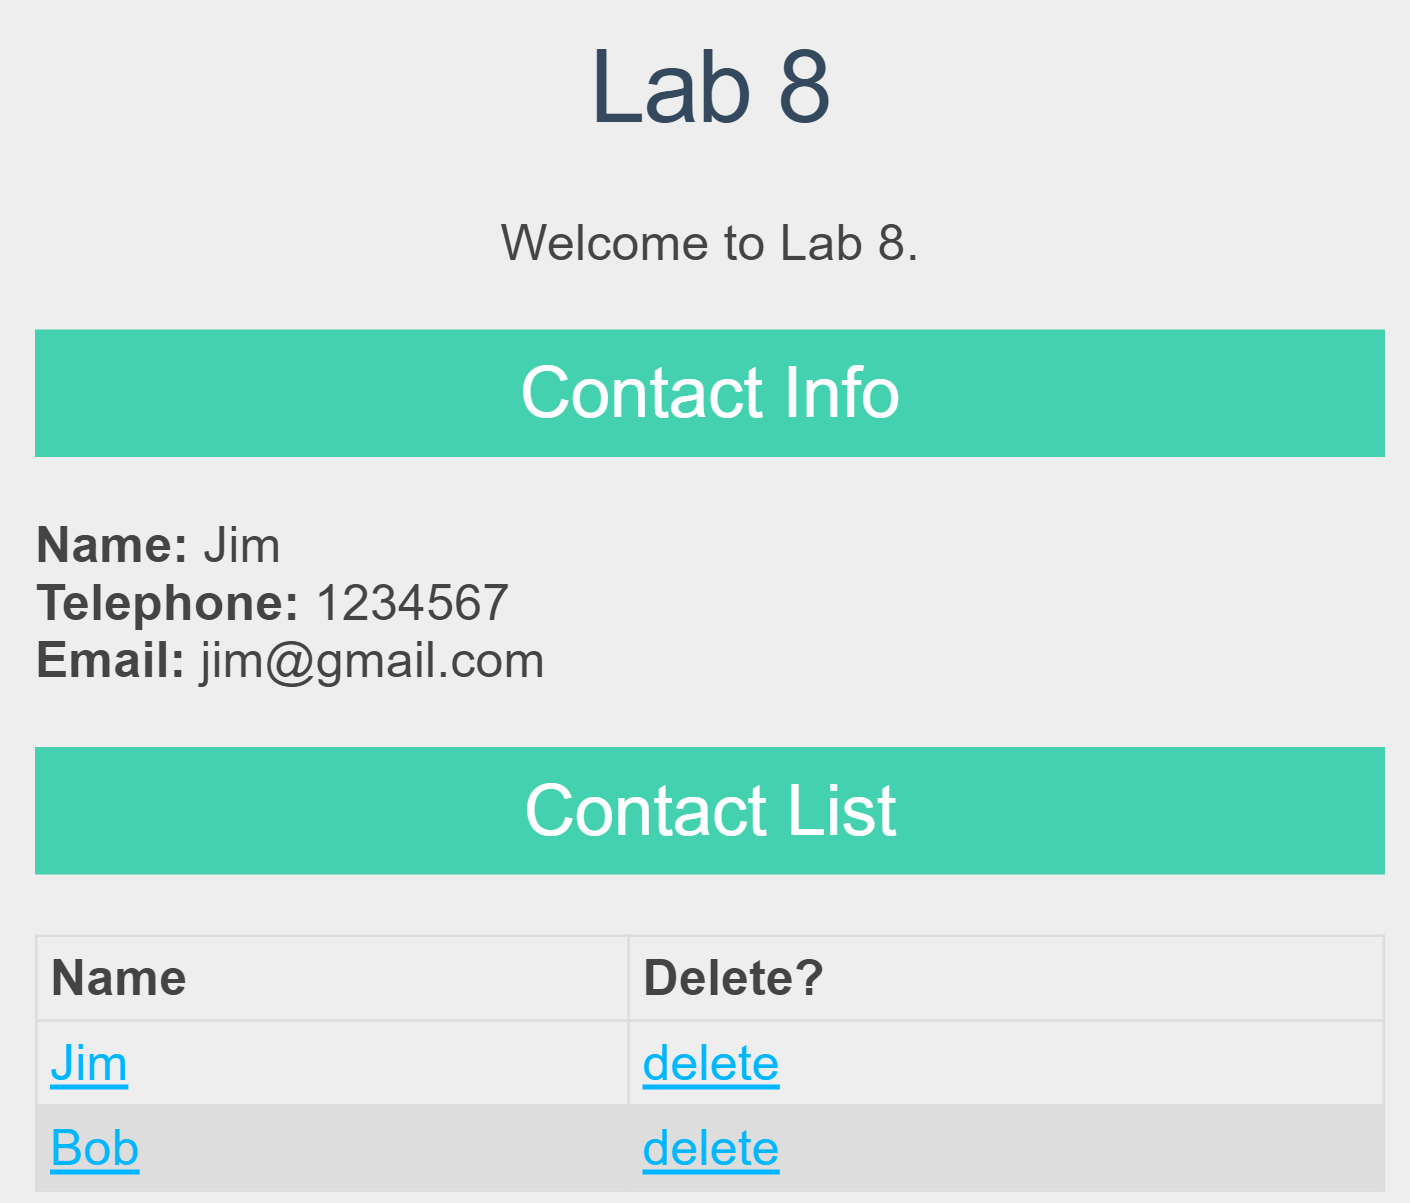 Lab 8
Welcome to Lab 8.
Contact Info
Name: Jim
Telephone: 1234567
Email: jim@gmail.com
Contact List
Name Delete?
Jim delete
Bob delete